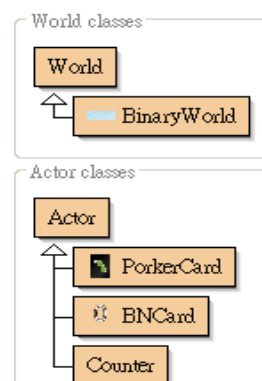 World classes
World
BinaryWorld
Actor classes
Actor
PorkerCard
BNCard
Counter